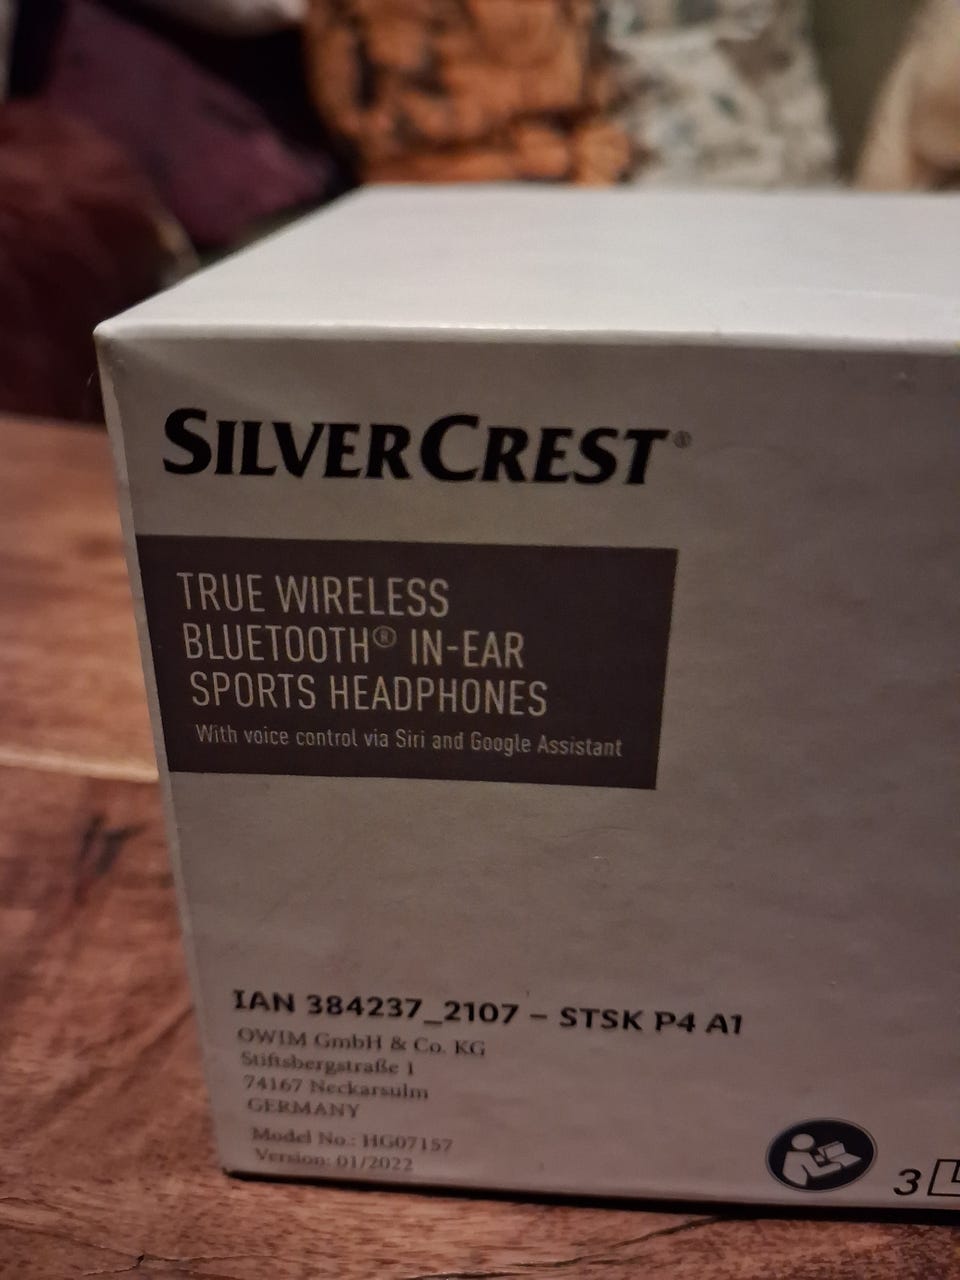 SILVERCREST®
TRUE WIRELESS
BLUETOOTH® IN-EAR
SPORTS HEADPHONES
With voice control via Siri and Google Assistant
IAN 384237_2107 – STSK P4 A1
OWIM GmbH & Co. KG
Stiftsbergstraße 1
74167 Neckarsulm
GERMANY
Model No.: HG07157
Version: 01/2022
3